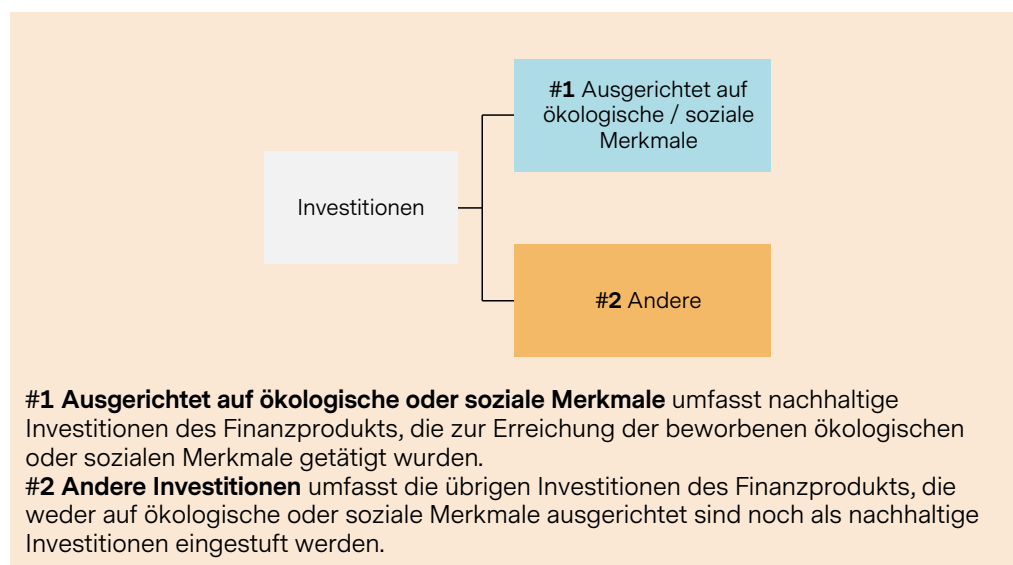 #1 Ausgerichtet auf
ökologische / soziale
Merkmale
Investitionen
#2 Andere
#1 Ausgerichtet auf ökologische oder soziale Merkmale umfasst nachhaltige
Investitionen des Finanzprodukts, die zur Erreichung der beworbenen ökologischen
oder sozialen Merkmale getätigt wurden.
#2 Andere Investitionen umfasst die übrigen Investitionen des Finanzprodukts, die
weder auf ökologische oder soziale Merkmale ausgerichtet sind noch als nachhaltige
Investitionen eingestuft werden.